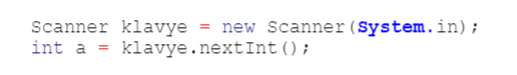 Scanner klavye = new Scanner(System.in);
int a = klavye.nextInt();